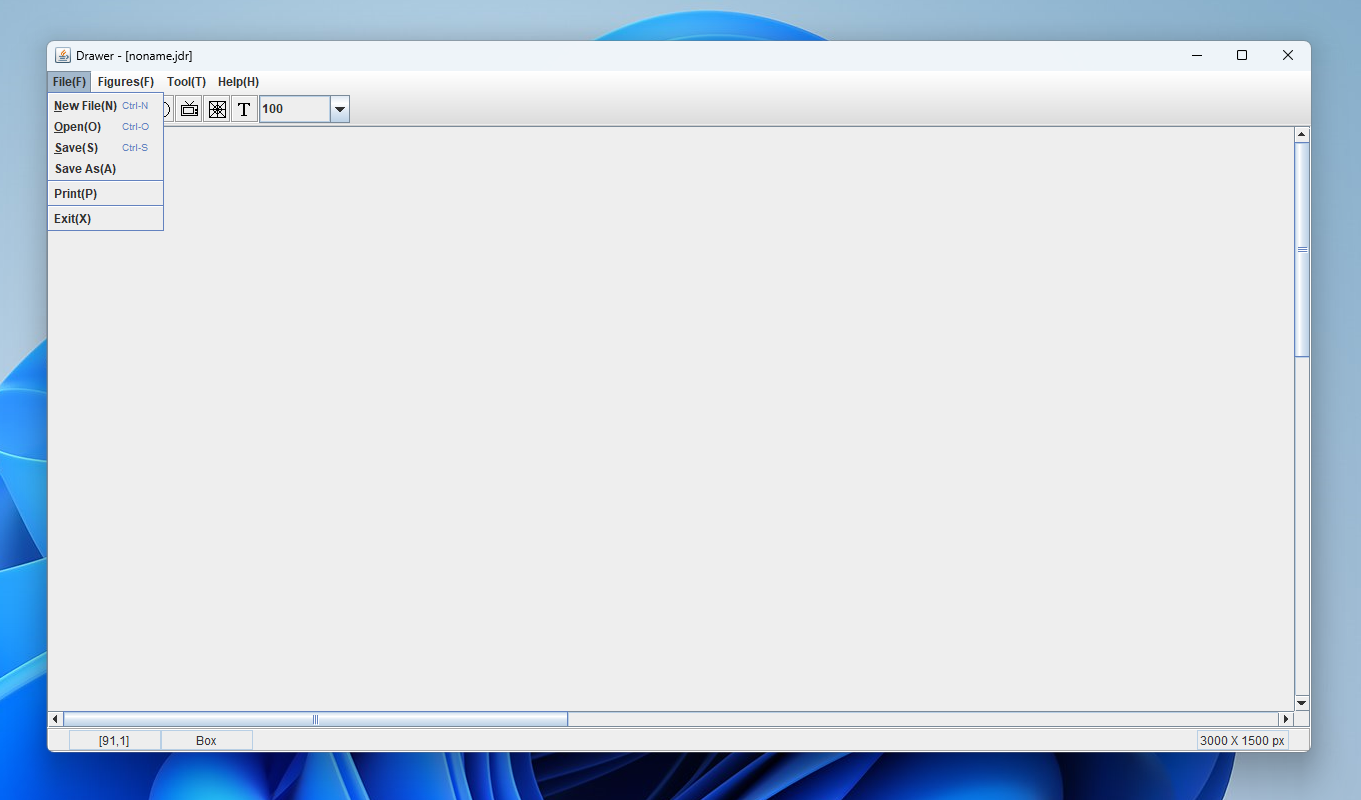 Drawer - [noname.jdr]
File(F) Figures(F) Tool(T) Help(H)
T 100
New File(N) Ctrl-N
Open(O) Ctrl-O
Save(S) Ctrl-S
Save As(A)
Print(P)
Exit(X)
[91,1] Box 3000 X 1500 px